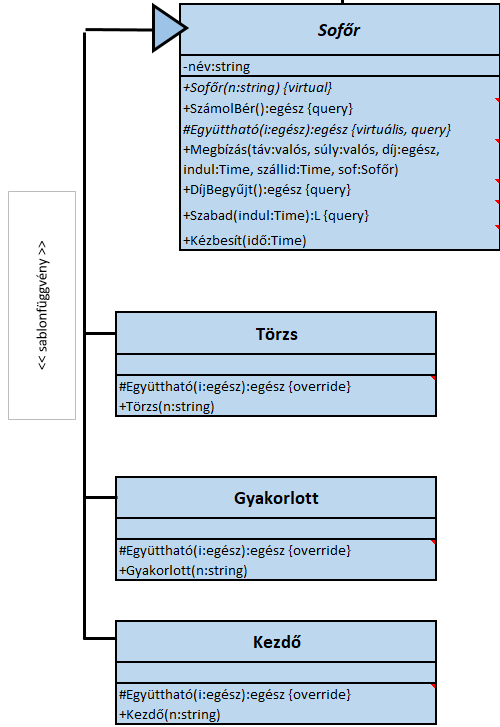 Sofőr
-név:string
+Sofőr(n:string) {virtual}
+SzámolBér():egész {query}
#Együttható(i:egész):egész {virtuális, query}
+Megbízás(táv:valós, súly:valós, díj:egész,
indul:Time, szállid:Time, sof:Sofőr)
+DíjBegyűjt():egész {query}
+Szabad(indul:Time):L {query}
+Kézbesít(idő:Time)
<< sablonfüggvény >>
Törzs
#Együttható(i:egész):egész {override}
+Törzs(n:string)
Gyakorlott
#Együttható(i:egész):egész {override}
+Gyakorlott(n:string)
Kezdő
#Együttható(i:egész):egész {override}
+Kezdő(n:string)